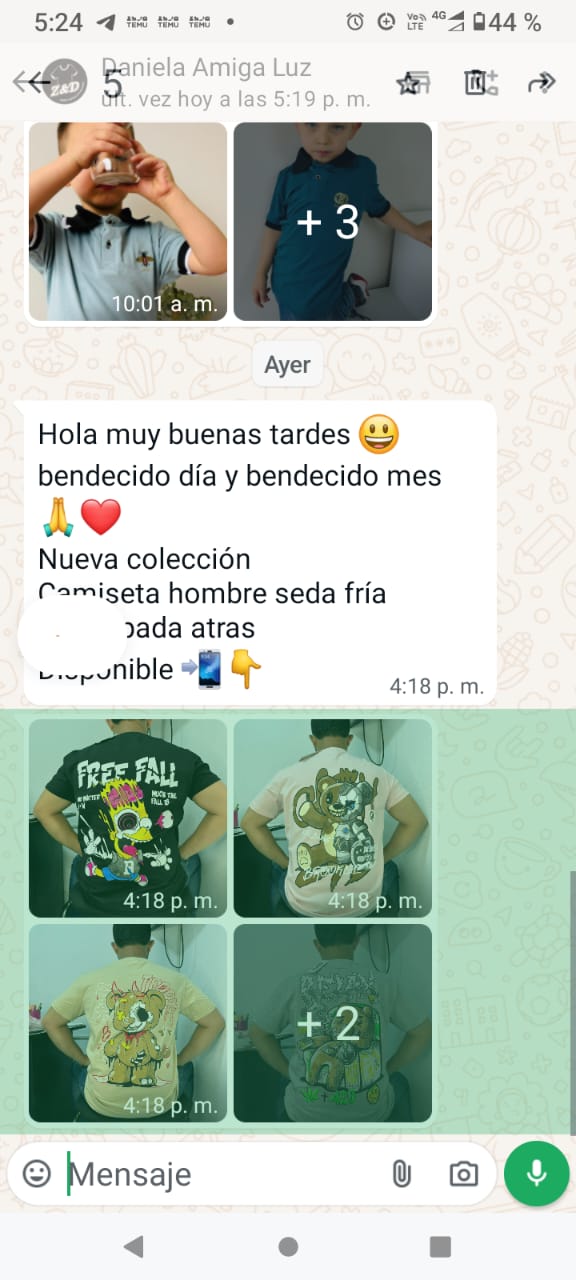 5:24
TEMU TEMU TEMU
Vo LTE 4G 44 %
Z&D
Daniela Amiga Luz
5
últ. vez hoy a las 5:19 p. m.
10:01 a. m.
+ 3
Ayer
Hola muy buenas tardes 😃
bendecido día y bendecido mes
🙏❤️
Nueva colección
Camiseta hombre seda fría
atras
Disponible 📲👇
4:18 p. m.
FREE FALL
4:18 p. m.
4:18 p. m.
4:18 p. m.
+ 2
Mensaje